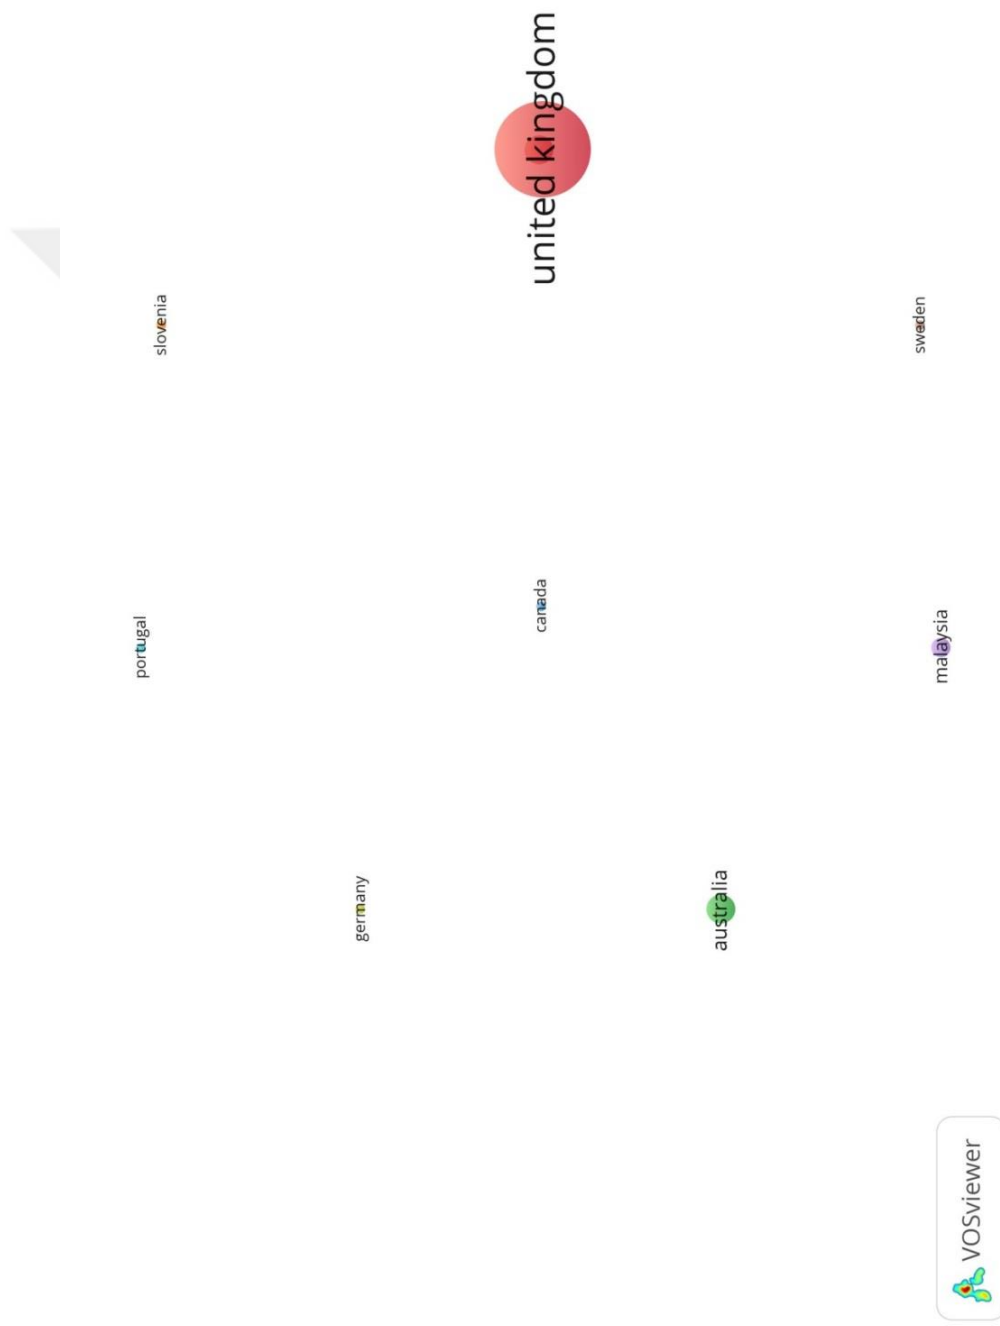 united kingdom
slovenia
sweden
canada
portugal
malaysia
germany
australia
VOSviewer